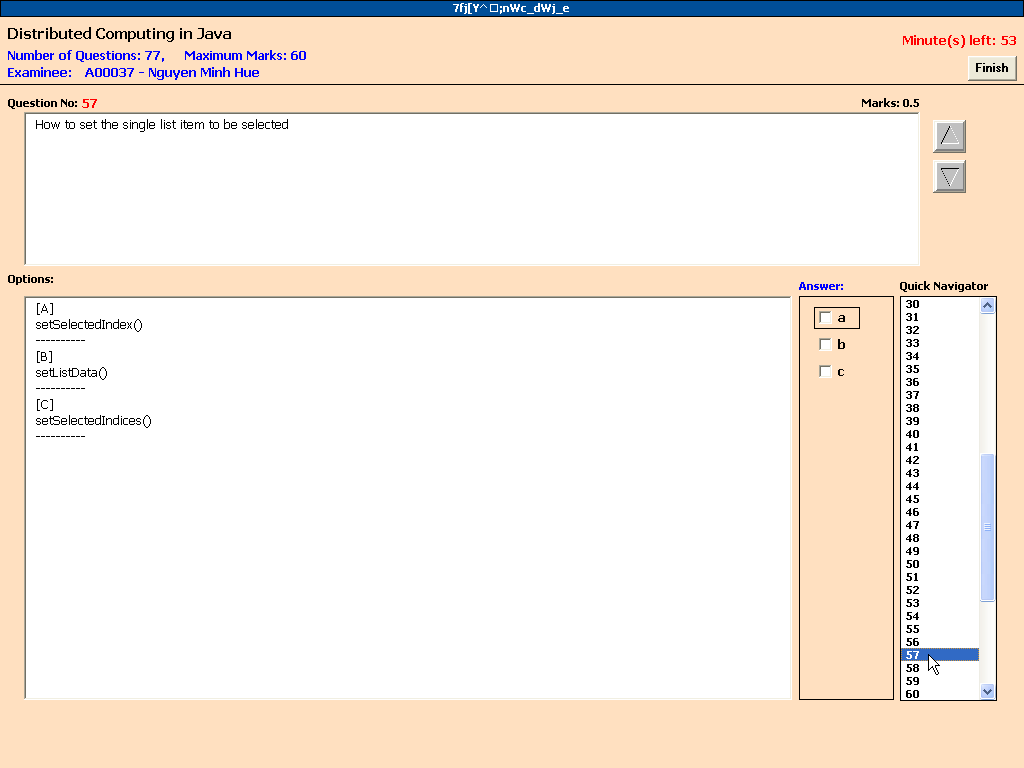 7fj[Y^ □;nWc_dWj_e
Distributed Computing in Java
Number of Questions: 77, Maximum Marks: 60
Minute(s) left: 53
Examinee: A00037 - Nguyen Minh Hue
Finish
Question No: 57
Marks: 0.5
How to set the single list item to be selected
Options:
Answer:
Quick Navigator
[A]
setSelectedIndex()
----------
[B]
setListData()
----------
[C]
setSelectedIndices()
----------
a
b
c
30
31
32
33
34
35
36
37
38
39
40
41
42
43
44
45
46
47
48
49
50
51
52
53
54
55
56
57
58
59
60